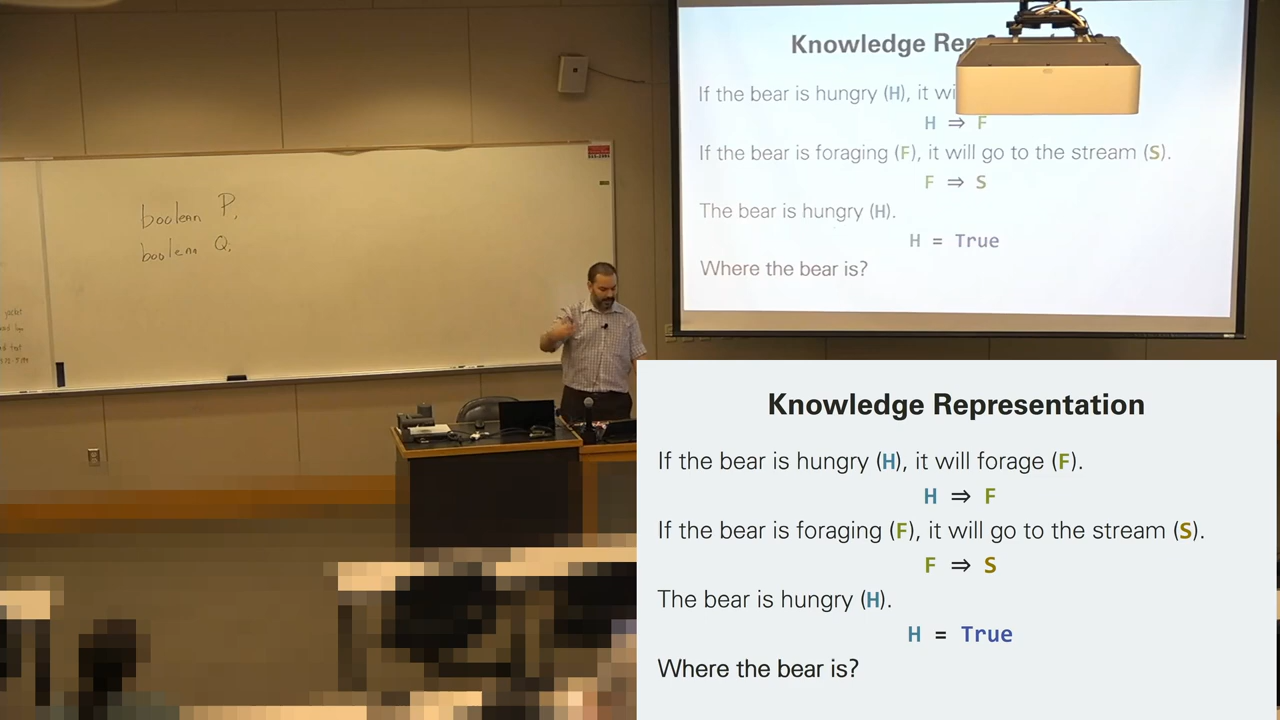 boolean P,
boolean Q;
jacket
Knowledge Rep
If the bear is hungry (H), it wi
H ⇒ F
If the bear is foraging (F), it will go to the stream (S).
F ⇒ S
The bear is hungry (H).
H = True
Where the bear is?
Knowledge Representation
If the bear is hungry (H), it will forage (F).
H ⇒ F
If the bear is foraging (F), it will go to the stream (S).
F ⇒ S
The bear is hungry (H).
H = True
Where the bear is?